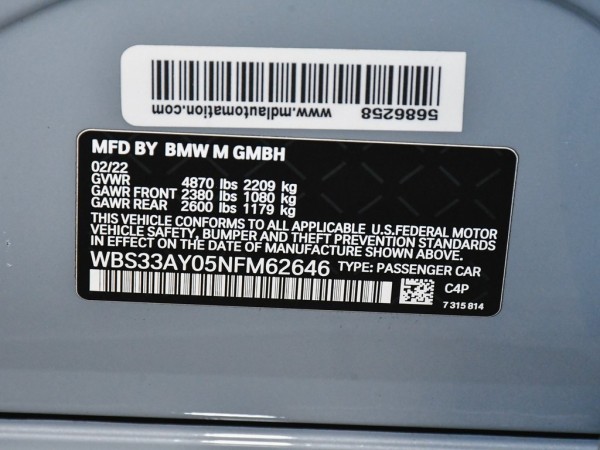 5686258
www.mdlautomation.com
MFD BY BMW M GMBH
02/22
GVWR 4870 lbs 2209 kg
GAWR FRONT 2380 lbs 1080 kg
GAWR REAR 2600 lbs 1179 kg
THIS VEHICLE CONFORMS TO ALL APPLICABLE U.S.FEDERAL MOTOR
VEHICLE SAFETY, BUMPER AND THEFT PREVENTION STANDARDS
IN EFFECT ON THE DATE OF MANUFACTURE SHOWN ABOVE.
WBS33AY05NFM62646 TYPE: PASSENGER CAR
C4P
7 315 814